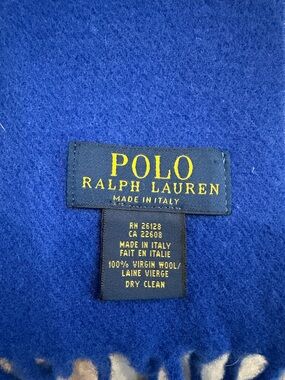 POLO
RALPH LAUREN
MADE IN ITALY
RN 26128
CA 22608
MADE IN ITALY
FAIT EN ITALIE
100% VIRGIN WOOL/
LAINE VIERGE
DRY CLEAN